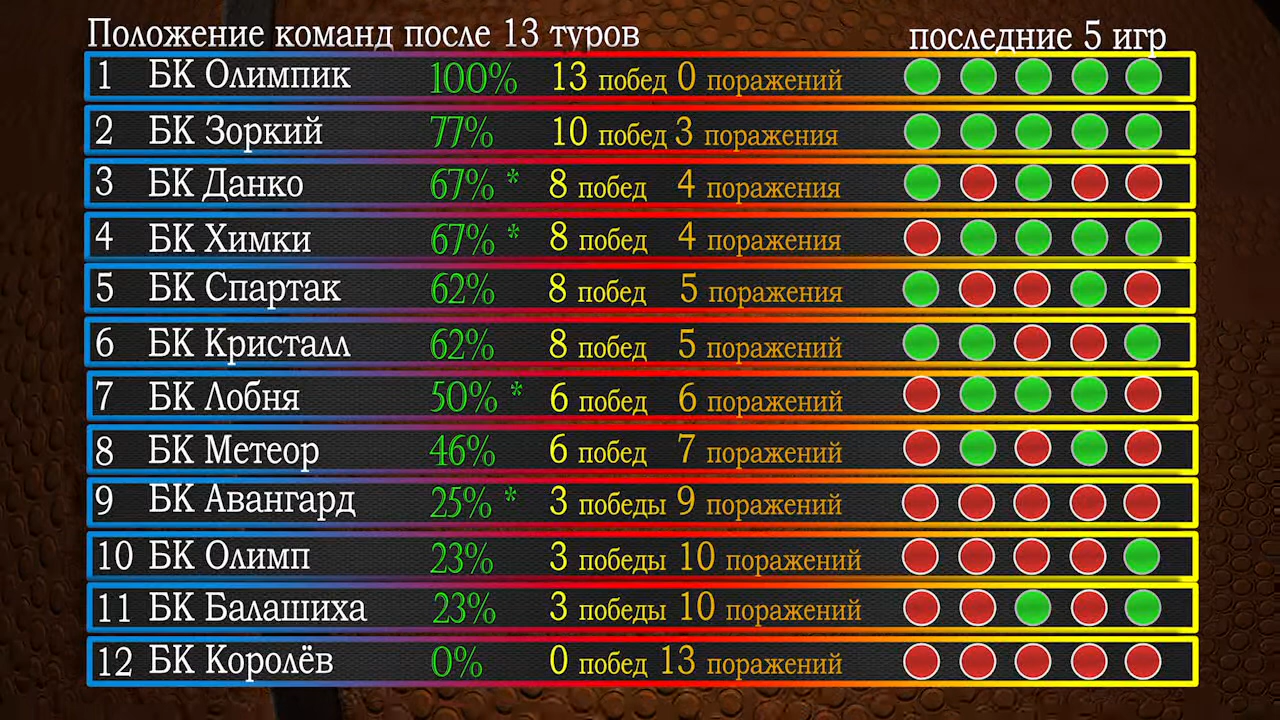 Положение команд после 13 туров последние 5 игр
1 БК Олимпик 100% 13 побед 0 поражений
2 БК Зоркий 77% 10 побед 3 поражения
3 БК Данко 67% * 8 побед 4 поражения
4 БК Химки 67% * 8 побед 4 поражения
5 БК Спартак 62% 8 побед 5 поражения
6 БК Кристалл 62% 8 побед 5 поражений
7 БК Лобня 50% * 6 побед 6 поражений
8 БК Метеор 46% 6 побед 7 поражений
9 БК Авангард 25% * 3 победы 9 поражений
10 БК Олимп 23% 3 победы 10 поражений
11 БК Балашиха 23% 3 победы 10 поражений
12 БК Королёв 0% 0 побед 13 поражений